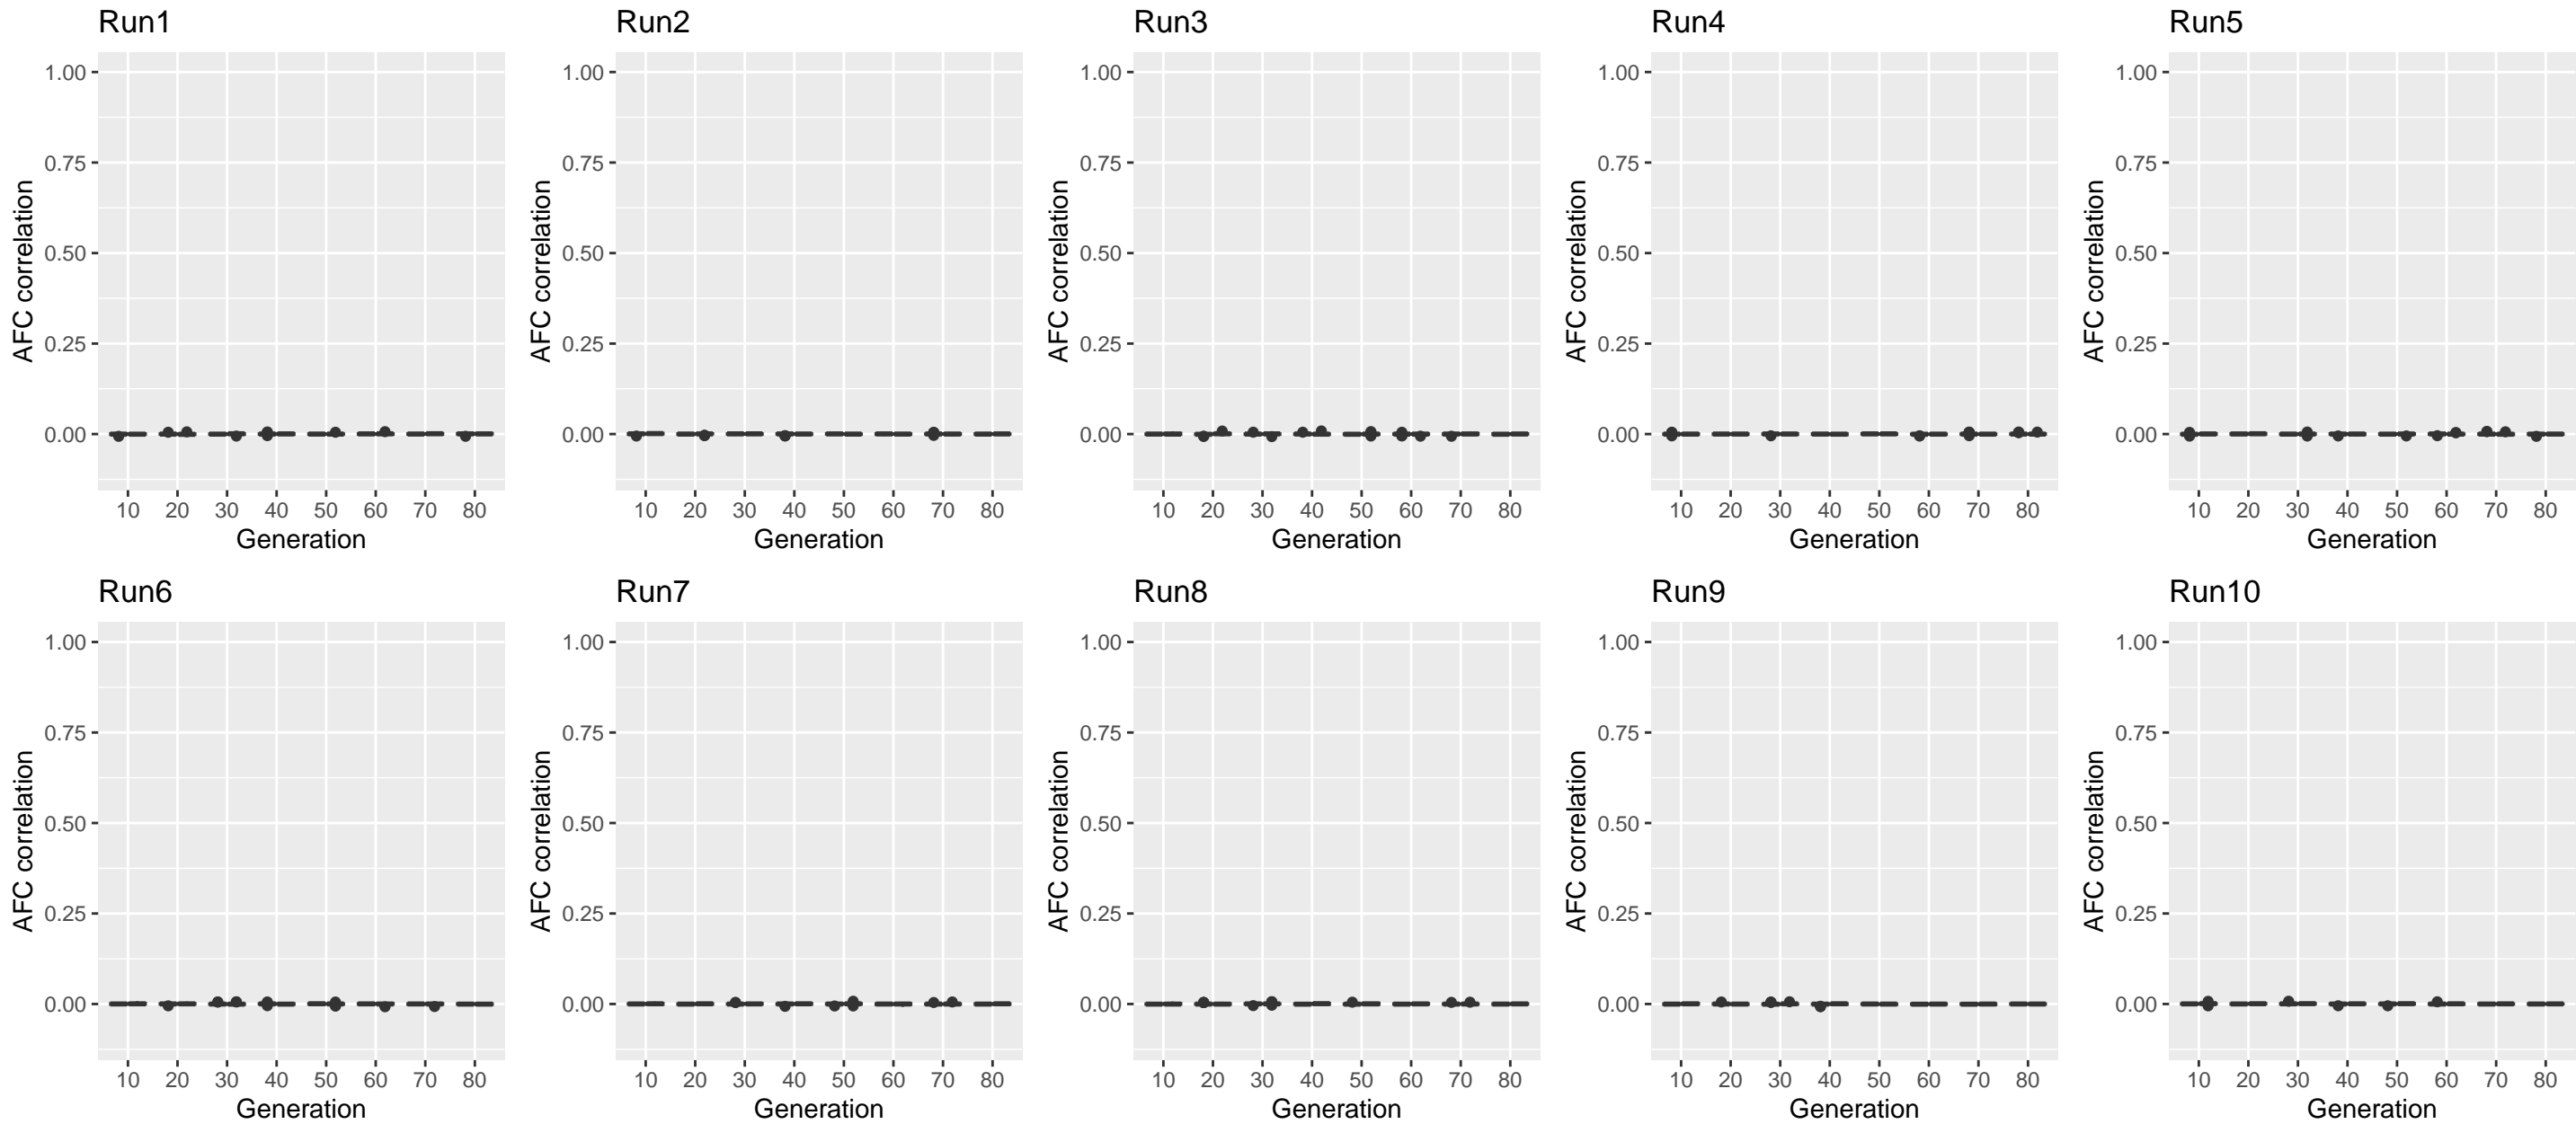 Run1 Run2 Run3 Run4 Run5
1.00 1.00 1.00 1.00 1.00
0.75 0.75 0.75 0.75 0.75
0.50 0.50 0.50 0.50 0.50
0.25 0.25 0.25 0.25 0.25
0.00 0.00 0.00 0.00 0.00
AFC correlation AFC correlation AFC correlation AFC correlation AFC correlation
10 20 30 40 50 60 70 80 10 20 30 40 50 60 70 80 10 20 30 40 50 60 70 80 10 20 30 40 50 60 70 80 10 20 30 40 50 60 70 80
Generation Generation Generation Generation Generation
Run6 Run7 Run8 Run9 Run10
1.00 1.00 1.00 1.00 1.00
0.75 0.75 0.75 0.75 0.75
0.50 0.50 0.50 0.50 0.50
0.25 0.25 0.25 0.25 0.25
0.00 0.00 0.00 0.00 0.00
AFC correlation AFC correlation AFC correlation AFC correlation AFC correlation
10 20 30 40 50 60 70 80 10 20 30 40 50 60 70 80 10 20 30 40 50 60 70 80 10 20 30 40 50 60 70 80 10 20 30 40 50 60 70 80
Generation Generation Generation Generation Generation